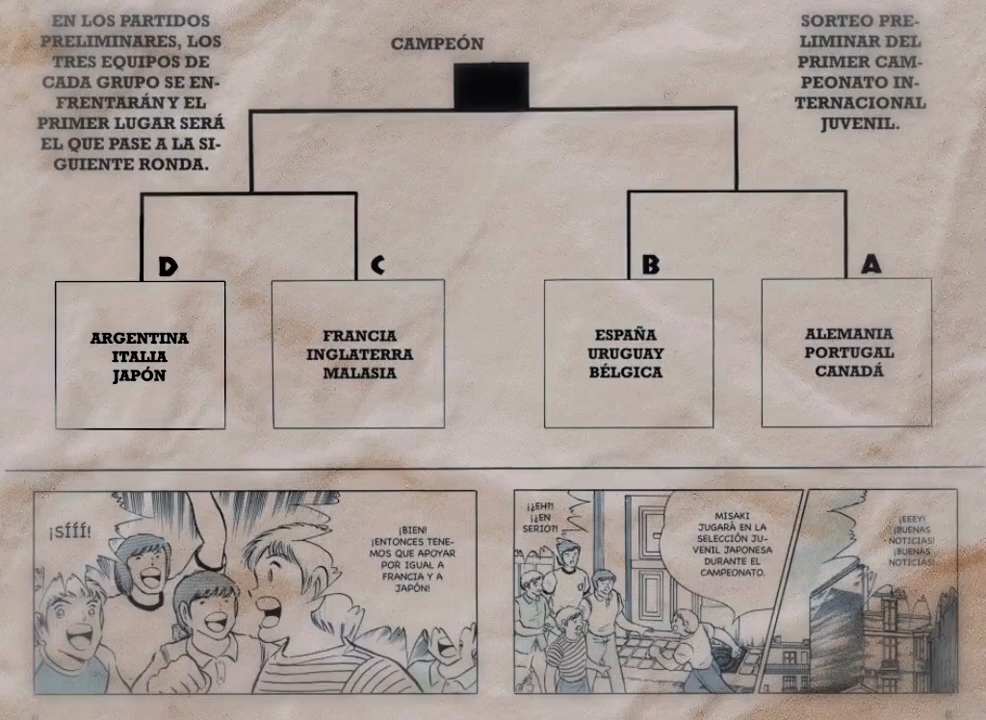 EN LOS PARTIDOS
PRELIMINARES, LOS
TRES EQUIPOS DE
CADA GRUPO SE EN-
FRENTARÁN Y EL
PRIMER LUGAR SERÁ
EL QUE PASE A LA SI-
GUIENTE RONDA.
CAMPEÓN
SORTEO PRE-
LIMINAR DEL
PRIMER CAM-
PEONATO IN-
TERNACIONAL
JUVENIL.
D
ARGENTINA
ITALIA
JAPÓN
C
FRANCIA
INGLATERRA
MALASIA
B
ESPAÑA
URUGUAY
BÉLGICA
A
ALEMANIA
PORTUGAL
CANADÁ
¡SÍÍÍ!
¡BIEN!
¡ENTONCES TENE-
MOS QUE APOYAR
POR IGUAL A
FRANCIA Y A
JAPÓN!
¡¿EH?!
¡¿EN
SERIO?!
MISAKI
JUGARÁ EN LA
SELECCIÓN JU-
VENIL JAPONESA
DURANTE EL
CAMPEONATO.
¡EEEY!
¡BUENAS
NOTICIAS!
¡BUENAS
NOTICIAS!